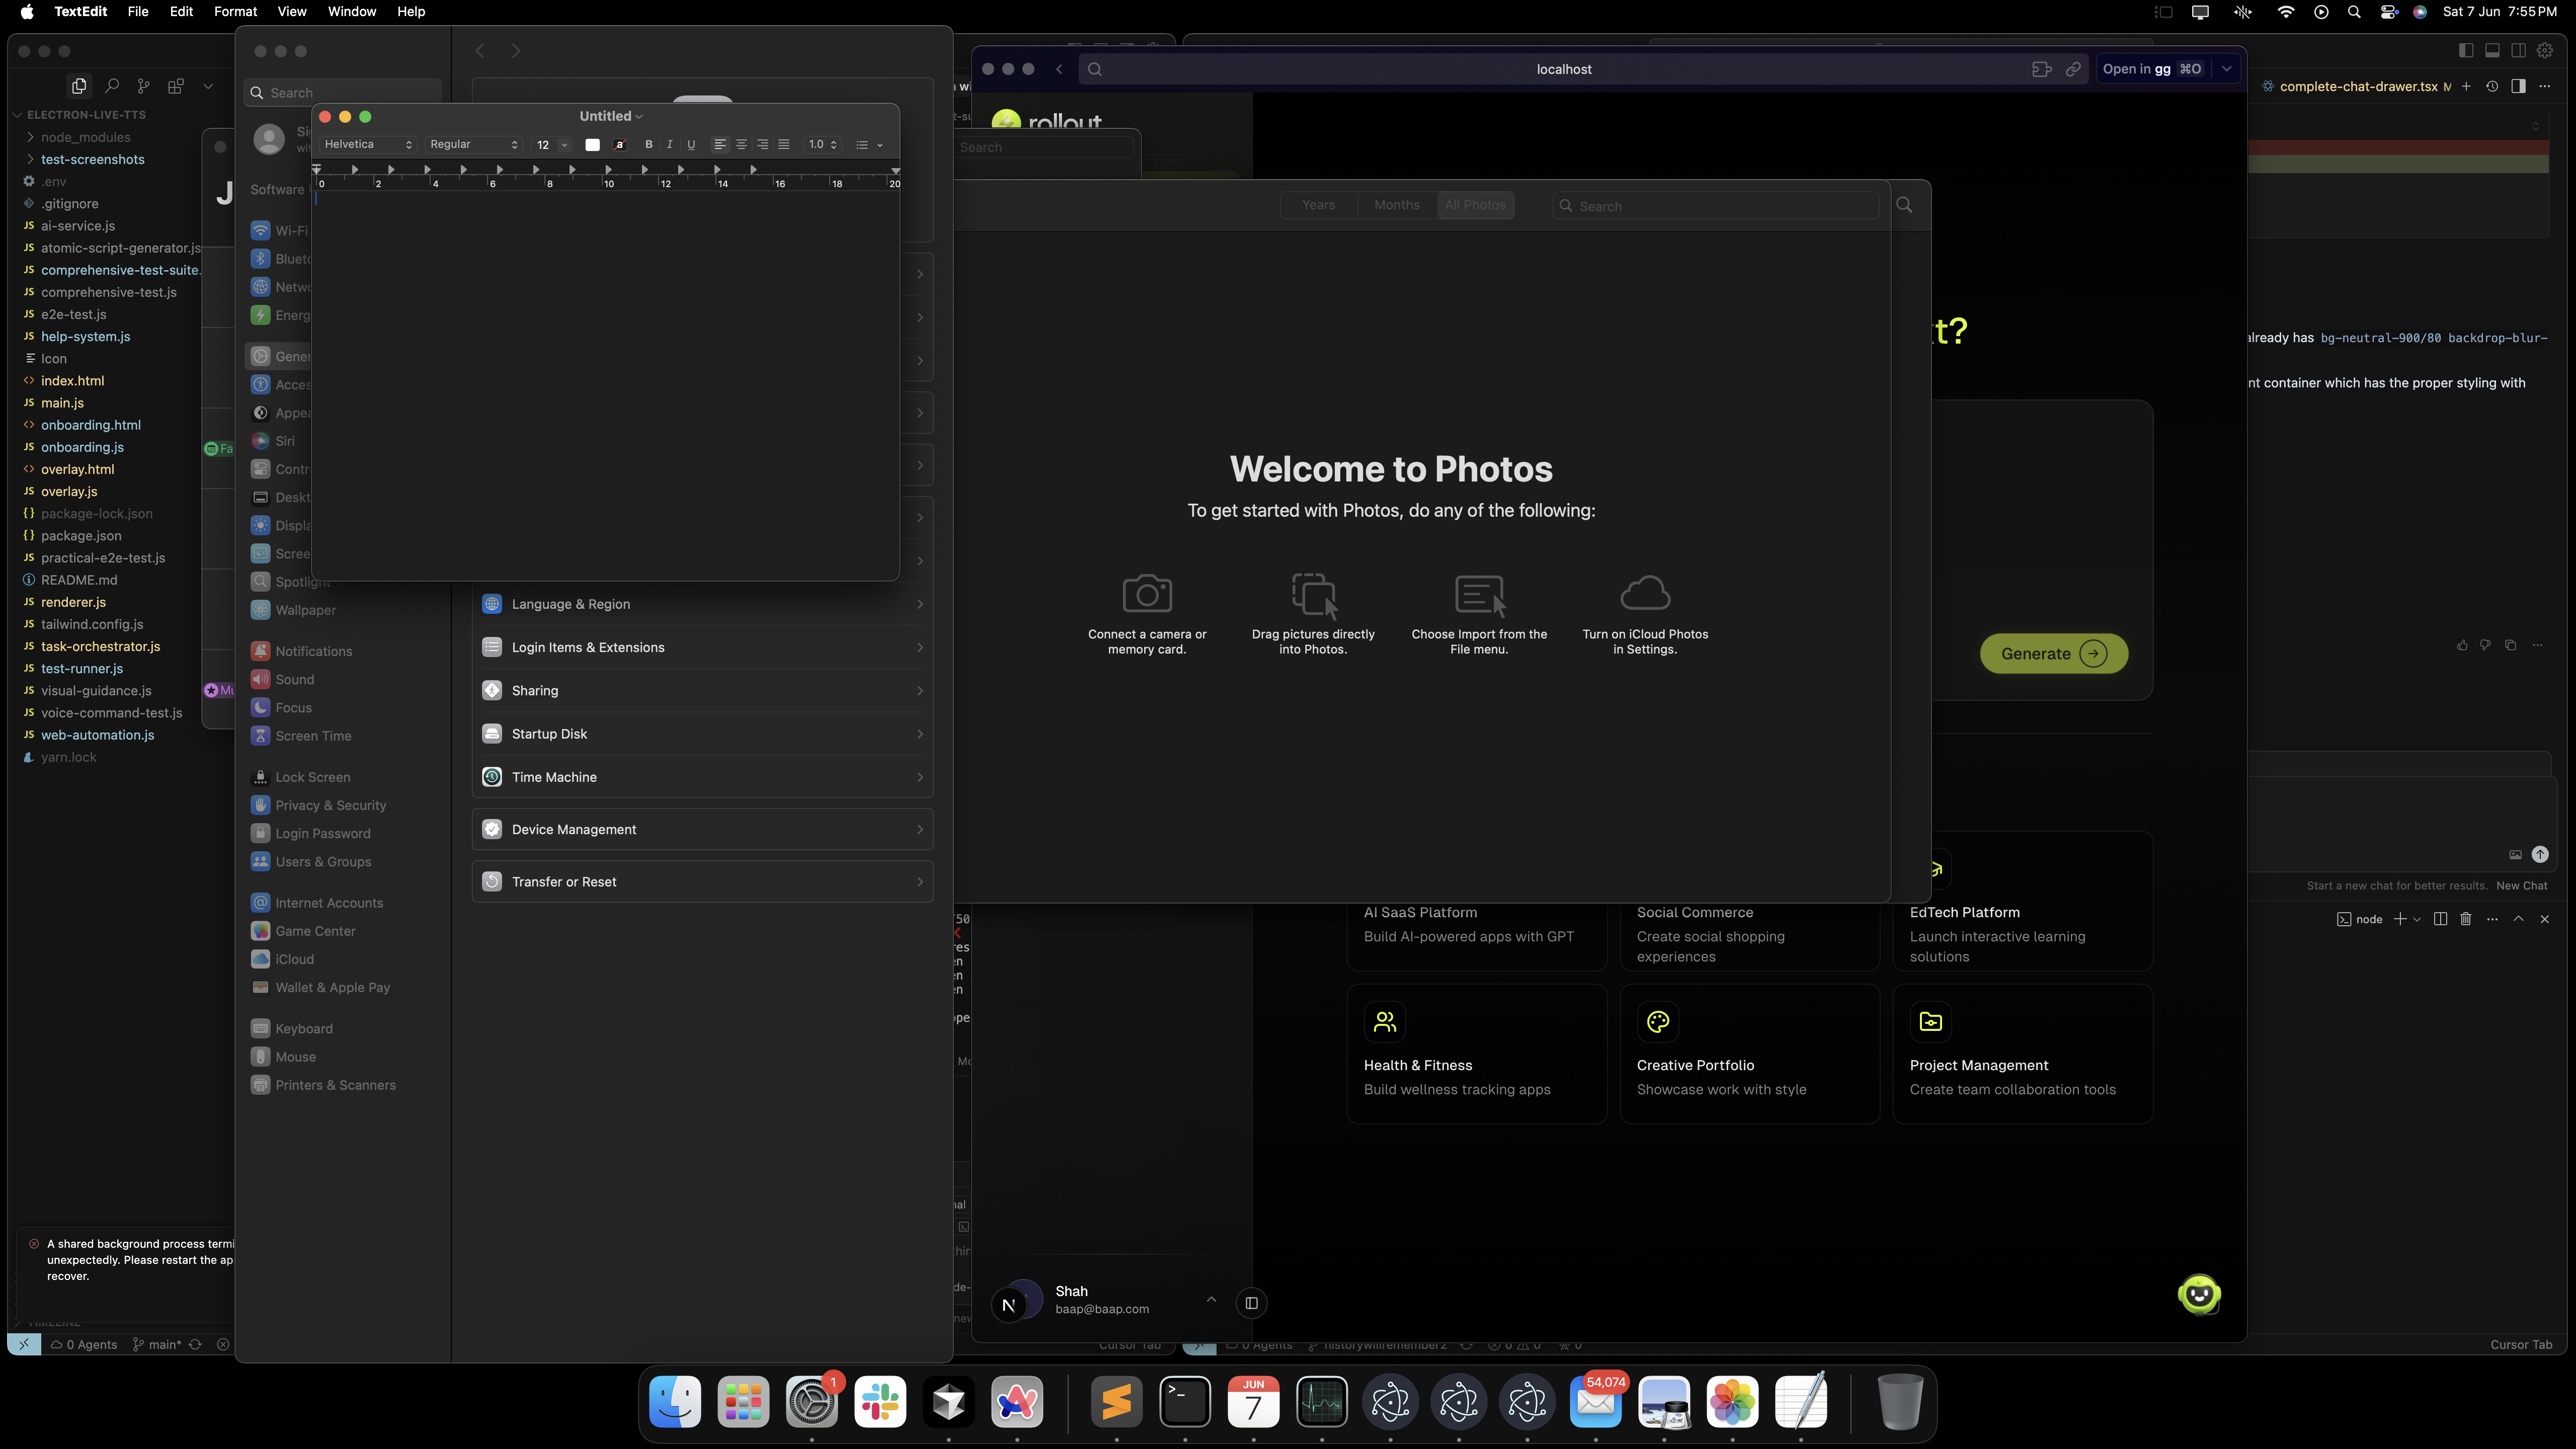 TextEdit File Edit Format View Window Help
Sat 7 Jun 7:55 PM
ELECTRON-LIVE-TTS
node_modules
test-screenshots
.env
.gitignore
ai-service.js
atomic-script-generator.js
comprehensive-test-suite.
comprehensive-test.js
e2e-test.js
help-system.js
Icon
index.html
main.js
onboarding.html
onboarding.js
overlay.html
overlay.js
package-lock.json
package.json
practical-e2e-test.js
README.md
renderer.js
tailwind.config.js
task-orchestrator.js
test-runner.js
visual-guidance.js
voice-command-test.js
web-automation.js
yarn.lock
A shared background process termi
unexpectedly. Please restart the ap
recover.
0 Agents main*
J
Fa
Mu
Search
Software
Wi-Fi
Bluet
Netw
Energ
Gener
Acces
Appea
Siri
Contr
Deskt
Displa
Scree
Spotlight
Wallpaper
Notifications
Sound
Focus
Screen Time
Lock Screen
Privacy & Security
Login Password
Users & Groups
Internet Accounts
Game Center
iCloud
Wallet & Apple Pay
Keyboard
Mouse
Printers & Scanners
Untitled
Helvetica Regular 12 a B I U 1.0
0 2 4 6 8 10 12 14 16 18 20
Language & Region
Login Items & Extensions
Sharing
Startup Disk
Time Machine
Device Management
Transfer or Reset
localhost
Open in gg ⌘O
rollout
Search
Years Months All Photos Search
Welcome to Photos
To get started with Photos, do any of the following:
Connect a camera or
memory card.
Drag pictures directly
into Photos.
Choose Import from the
File menu.
Turn on iCloud Photos
in Settings.
t?
Generate
AI SaaS Platform
Build AI-powered apps with GPT
Social Commerce
Create social shopping
experiences
EdTech Platform
Launch interactive learning
solutions
Health & Fitness
Build wellness tracking apps
Creative Portfolio
Showcase work with style
Project Management
Create team collaboration tools
N
Shah
baap@baap.com
complete-chat-drawer.tsx M
already has bg-neutral-900/80 backdrop-blur-
nt container which has the proper styling with
Start a new chat for better results. New Chat
node
Cursor Tab
0 Agents historywillremember2* 0 0 0
Cursor Tab
1
JUN
7
54,074